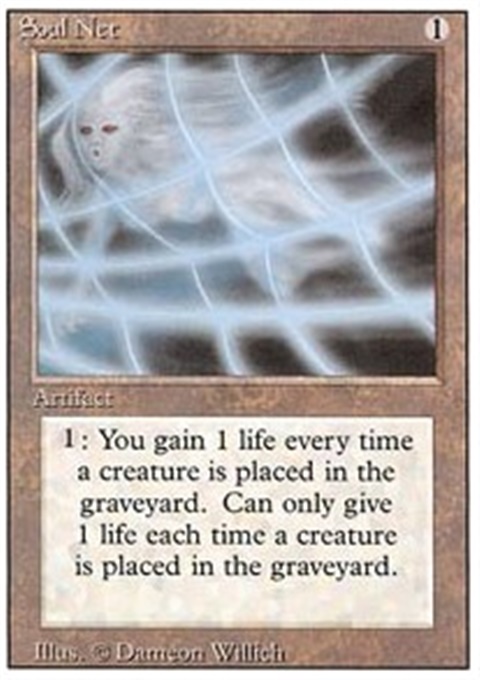 Soul Net 1
Artifact
1: You gain 1 life every time
a creature is placed in the
graveyard. Can only give
1 life each time a creature
is placed in the graveyard.
Illus. © Dameon Willich